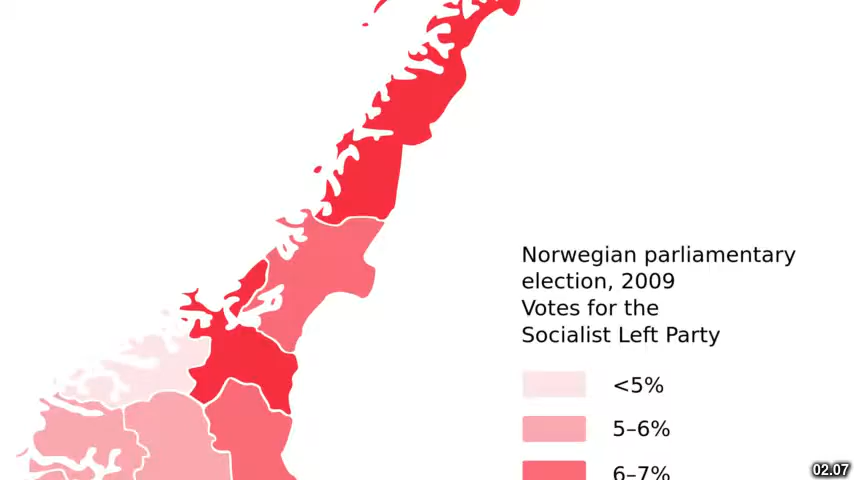 Norwegian parliamentary
election, 2009
Votes for the
Socialist Left Party
<5%
5–6%
6–7%
02.07